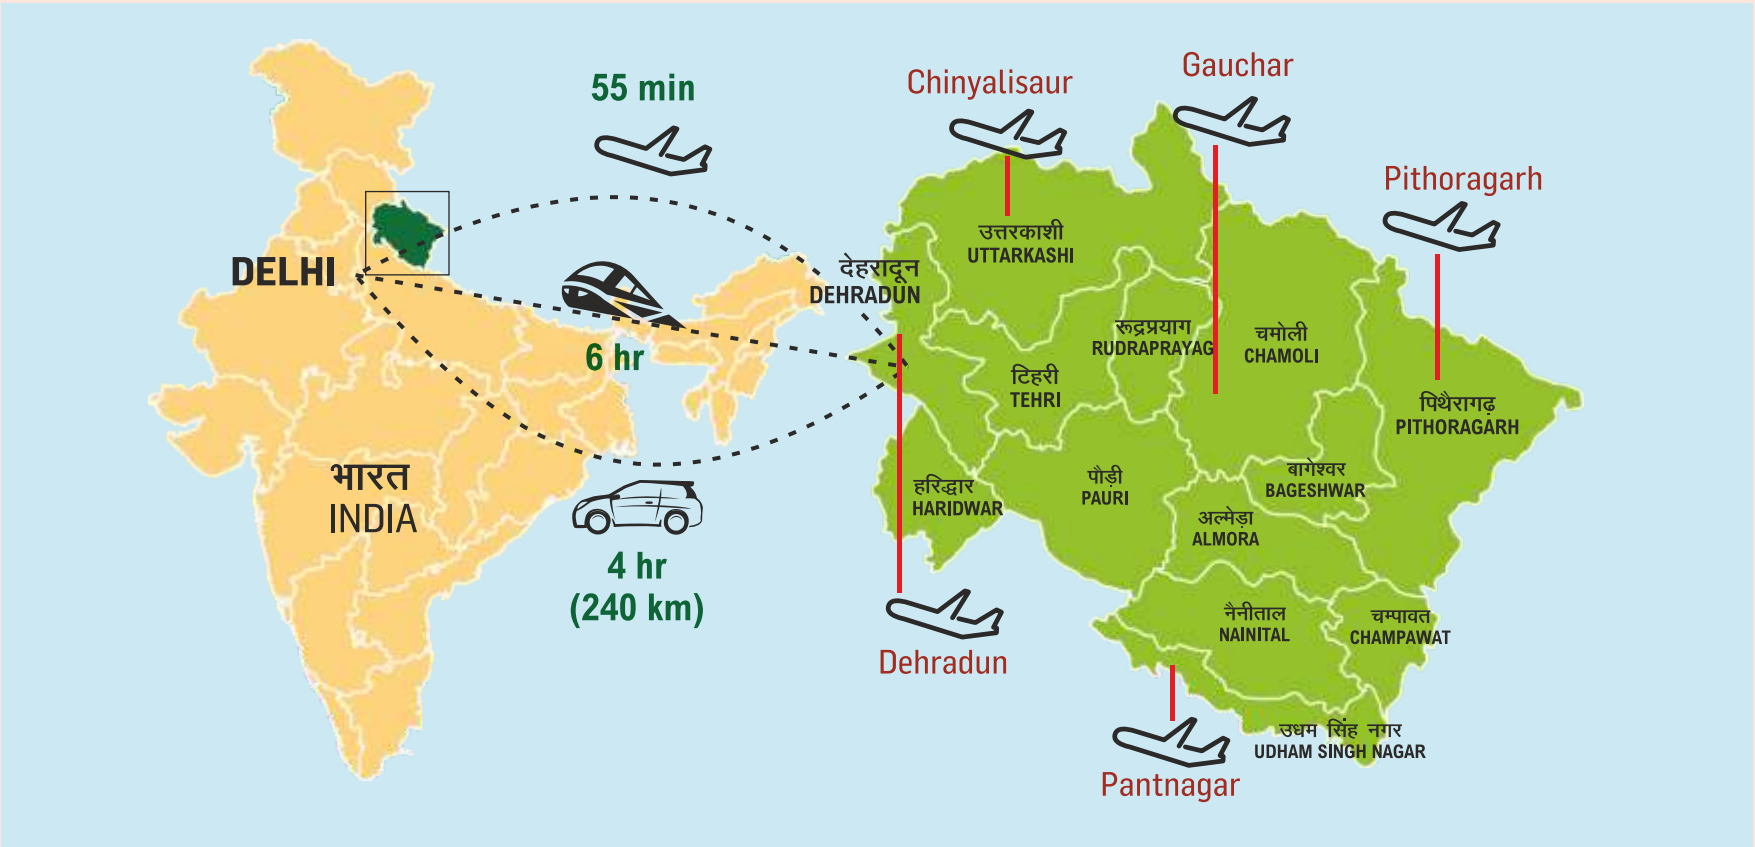 55 min
DELHI
6 hr
भारत
INDIA
4 hr
(240 km)
Chinyalisaur
Gauchar
Pithoragarh
उत्तरकाशी
UTTARKASHI
देहरादून
DEHRADUN
रूद्रप्रयाग
RUDRAPRAYAG
चमोली
CHAMOLI
टिहरी
TEHRI
पिथैरागढ़
PITHORAGARH
हरिद्वार
HARIDWAR
पौड़ी
PAURI
बागेश्वर
BAGESHWAR
अल्मेड़ा
ALMORA
नैनीताल
NAINITAL
चम्पावत
CHAMPAWAT
उधम सिंह नगर
UDHAM SINGH NAGAR
Dehradun
Pantnagar